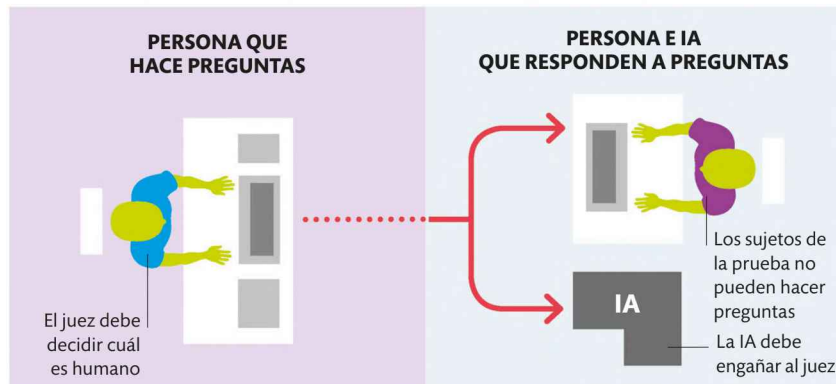 PERSONA QUE
HACE PREGUNTAS
El juez debe
decidir cuál
es humano
PERSONA E IA
QUE RESPONDEN A PREGUNTAS
Los sujetos de
la prueba no
pueden hacer
preguntas
IA
La IA debe
engañar al juez